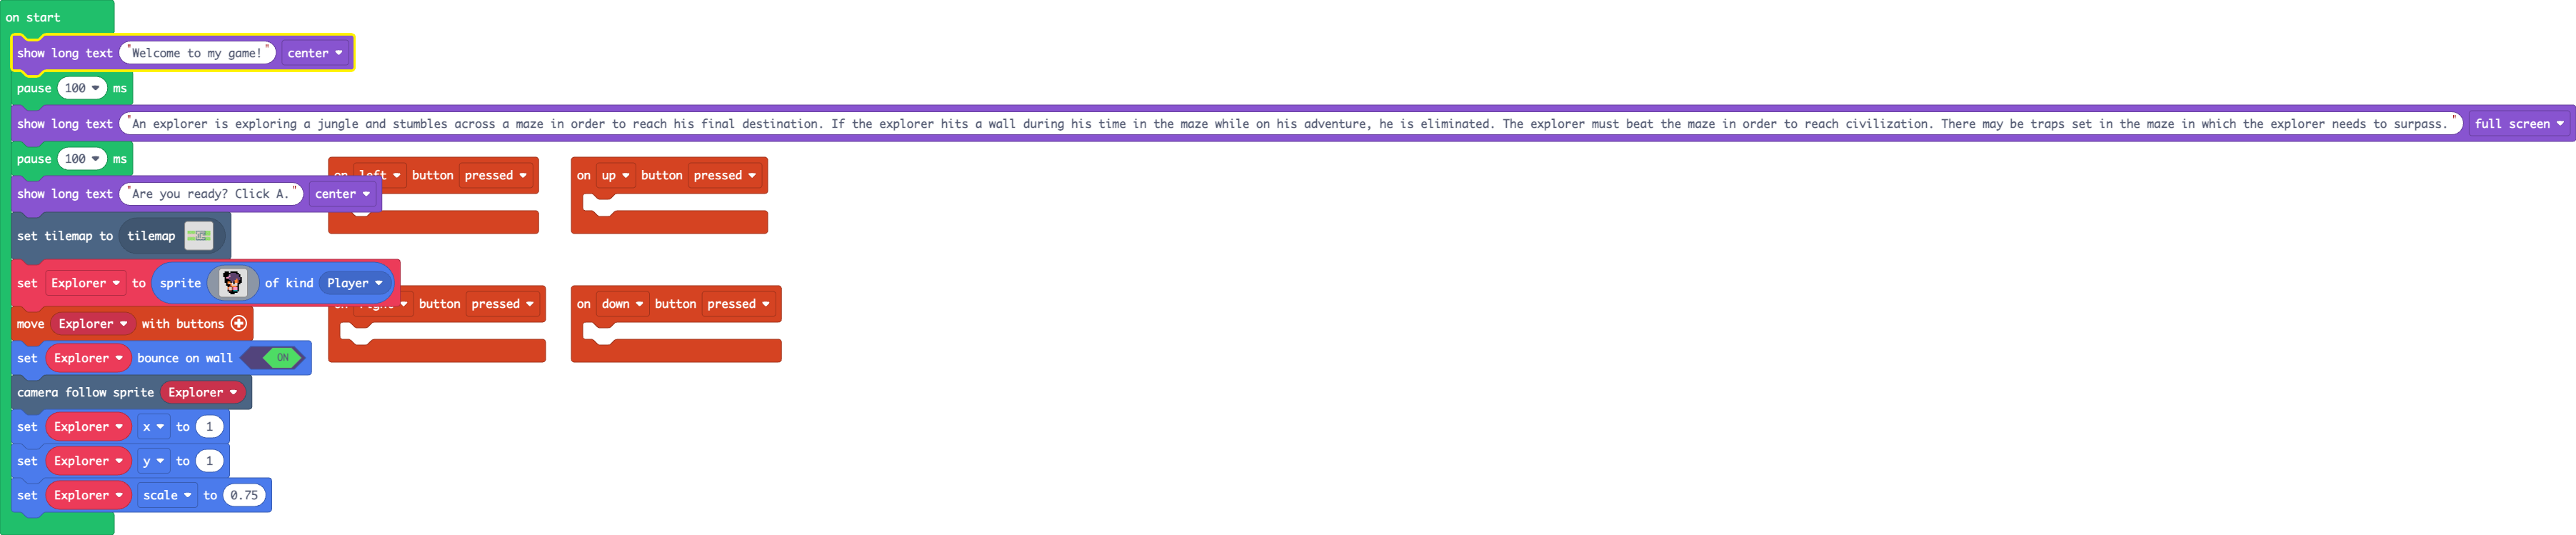 on start
show long text "Welcome to my game!" center
pause 100 ms
show long text "An explorer is exploring a jungle and stumbles across a maze in order to reach his final destination. If the explorer hits a wall during his time in the maze while on his adventure, he is eliminated. The explorer must beat the maze in order to reach civilization. There may be traps set in the maze in which the explorer needs to surpass." full screen
pause 100 ms
on left button pressed
on up button pressed
show long text "Are you ready? Click A." center
set tilemap to tilemap
set Explorer to sprite of kind Player
on right button pressed
on down button pressed
move Explorer with buttons
set Explorer bounce on wall ON
camera follow sprite Explorer
set Explorer x to 1
set Explorer y to 1
set Explorer scale to 0.75